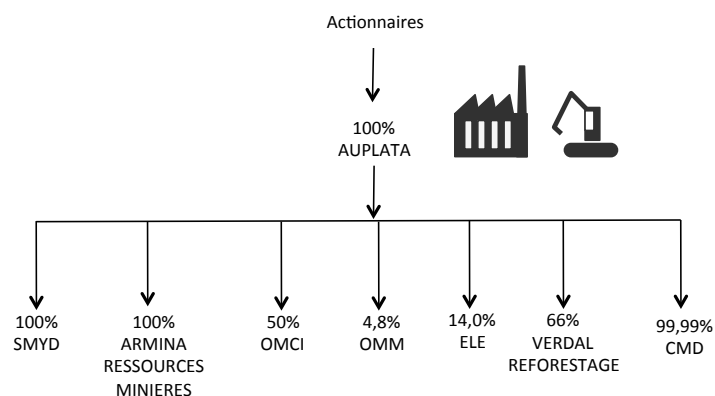 Actionnaires
100%
AUPLATA
100%
SMYD
100%
ARMINA
RESSOURCES
MINIERES
50%
OMCI
4,8%
OMM
14,0%
ELE
66%
VERDAL
REFORESTAGE
99,99%
CMD